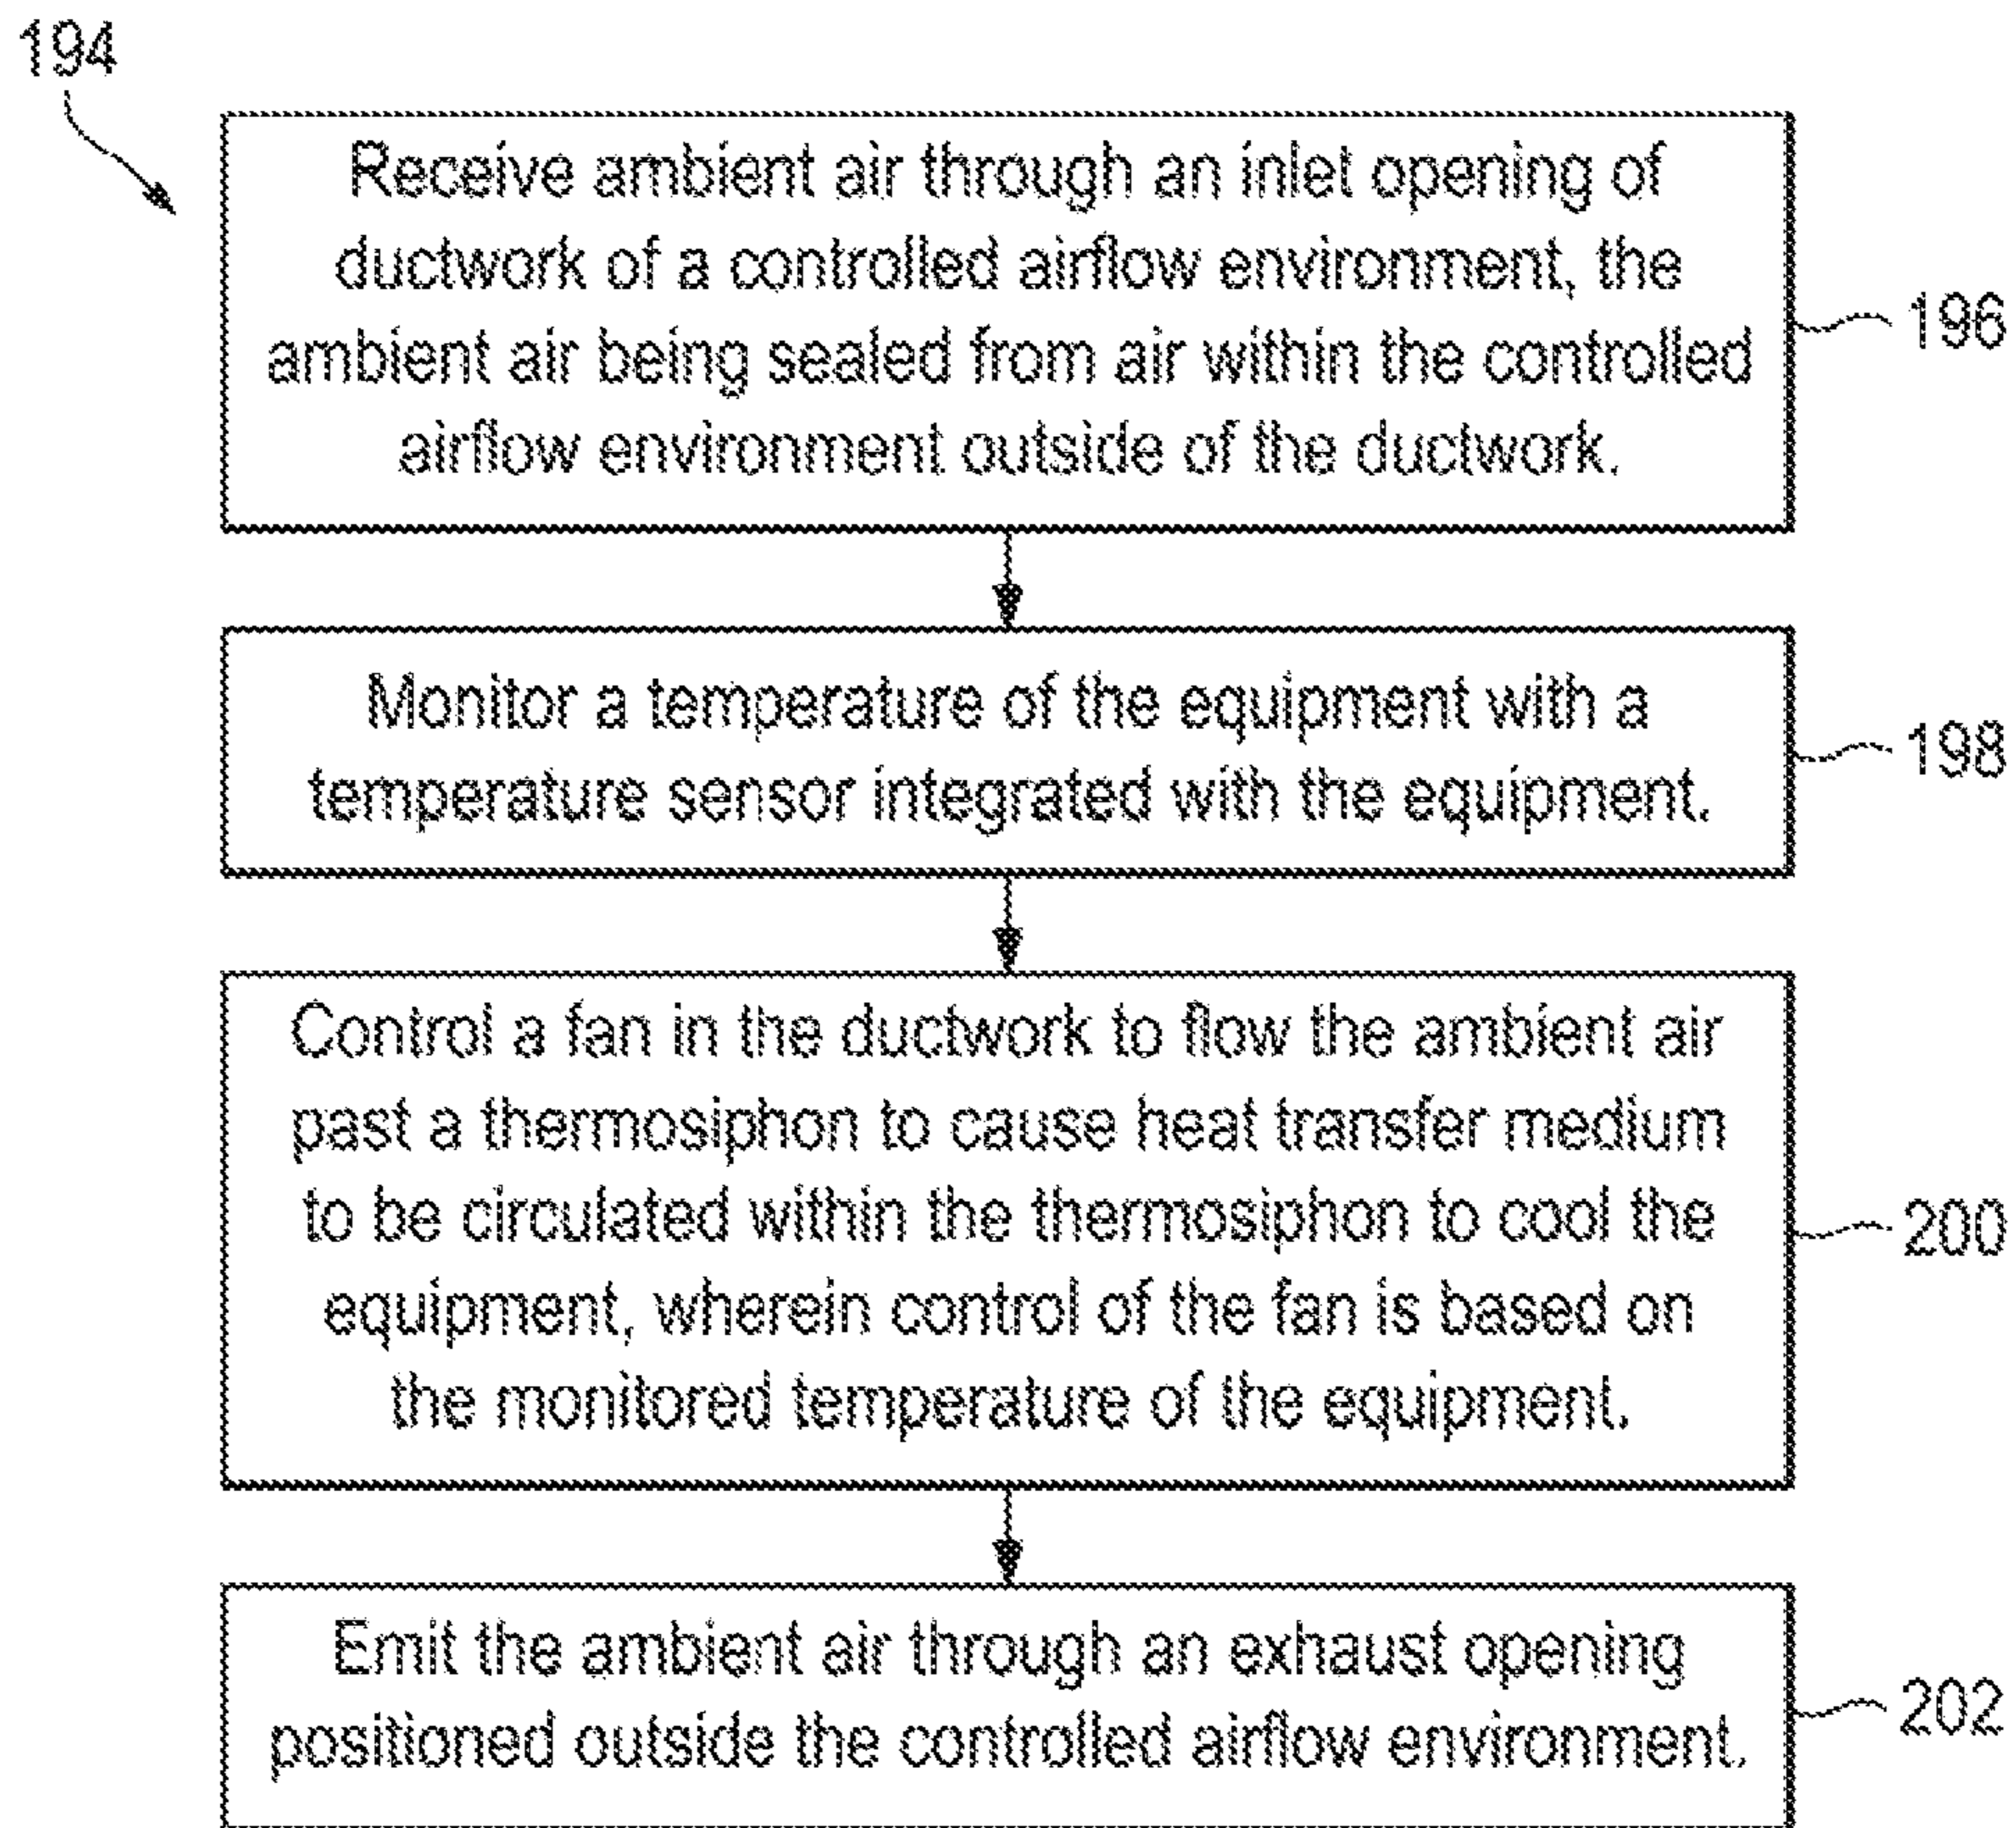 194
Receive ambient air through an inlet opening of
ductwork of a controlled airflow environment, the
ambient air being sealed from air within the controlled
airflow environment outside of the ductwork.
196
Monitor a temperature of the equipment with a
temperature sensor integrated with the equipment.
198
Control a fan in the ductwork to flow the ambient air
past a thermosiphon to cause heat transfer medium
to be circulated within the thermosiphon to cool the
equipment, wherein control of the fan is based on
the monitored temperature of the equipment.
200
Emit the ambient air through an exhaust opening
positioned outside the controlled airflow environment.
202